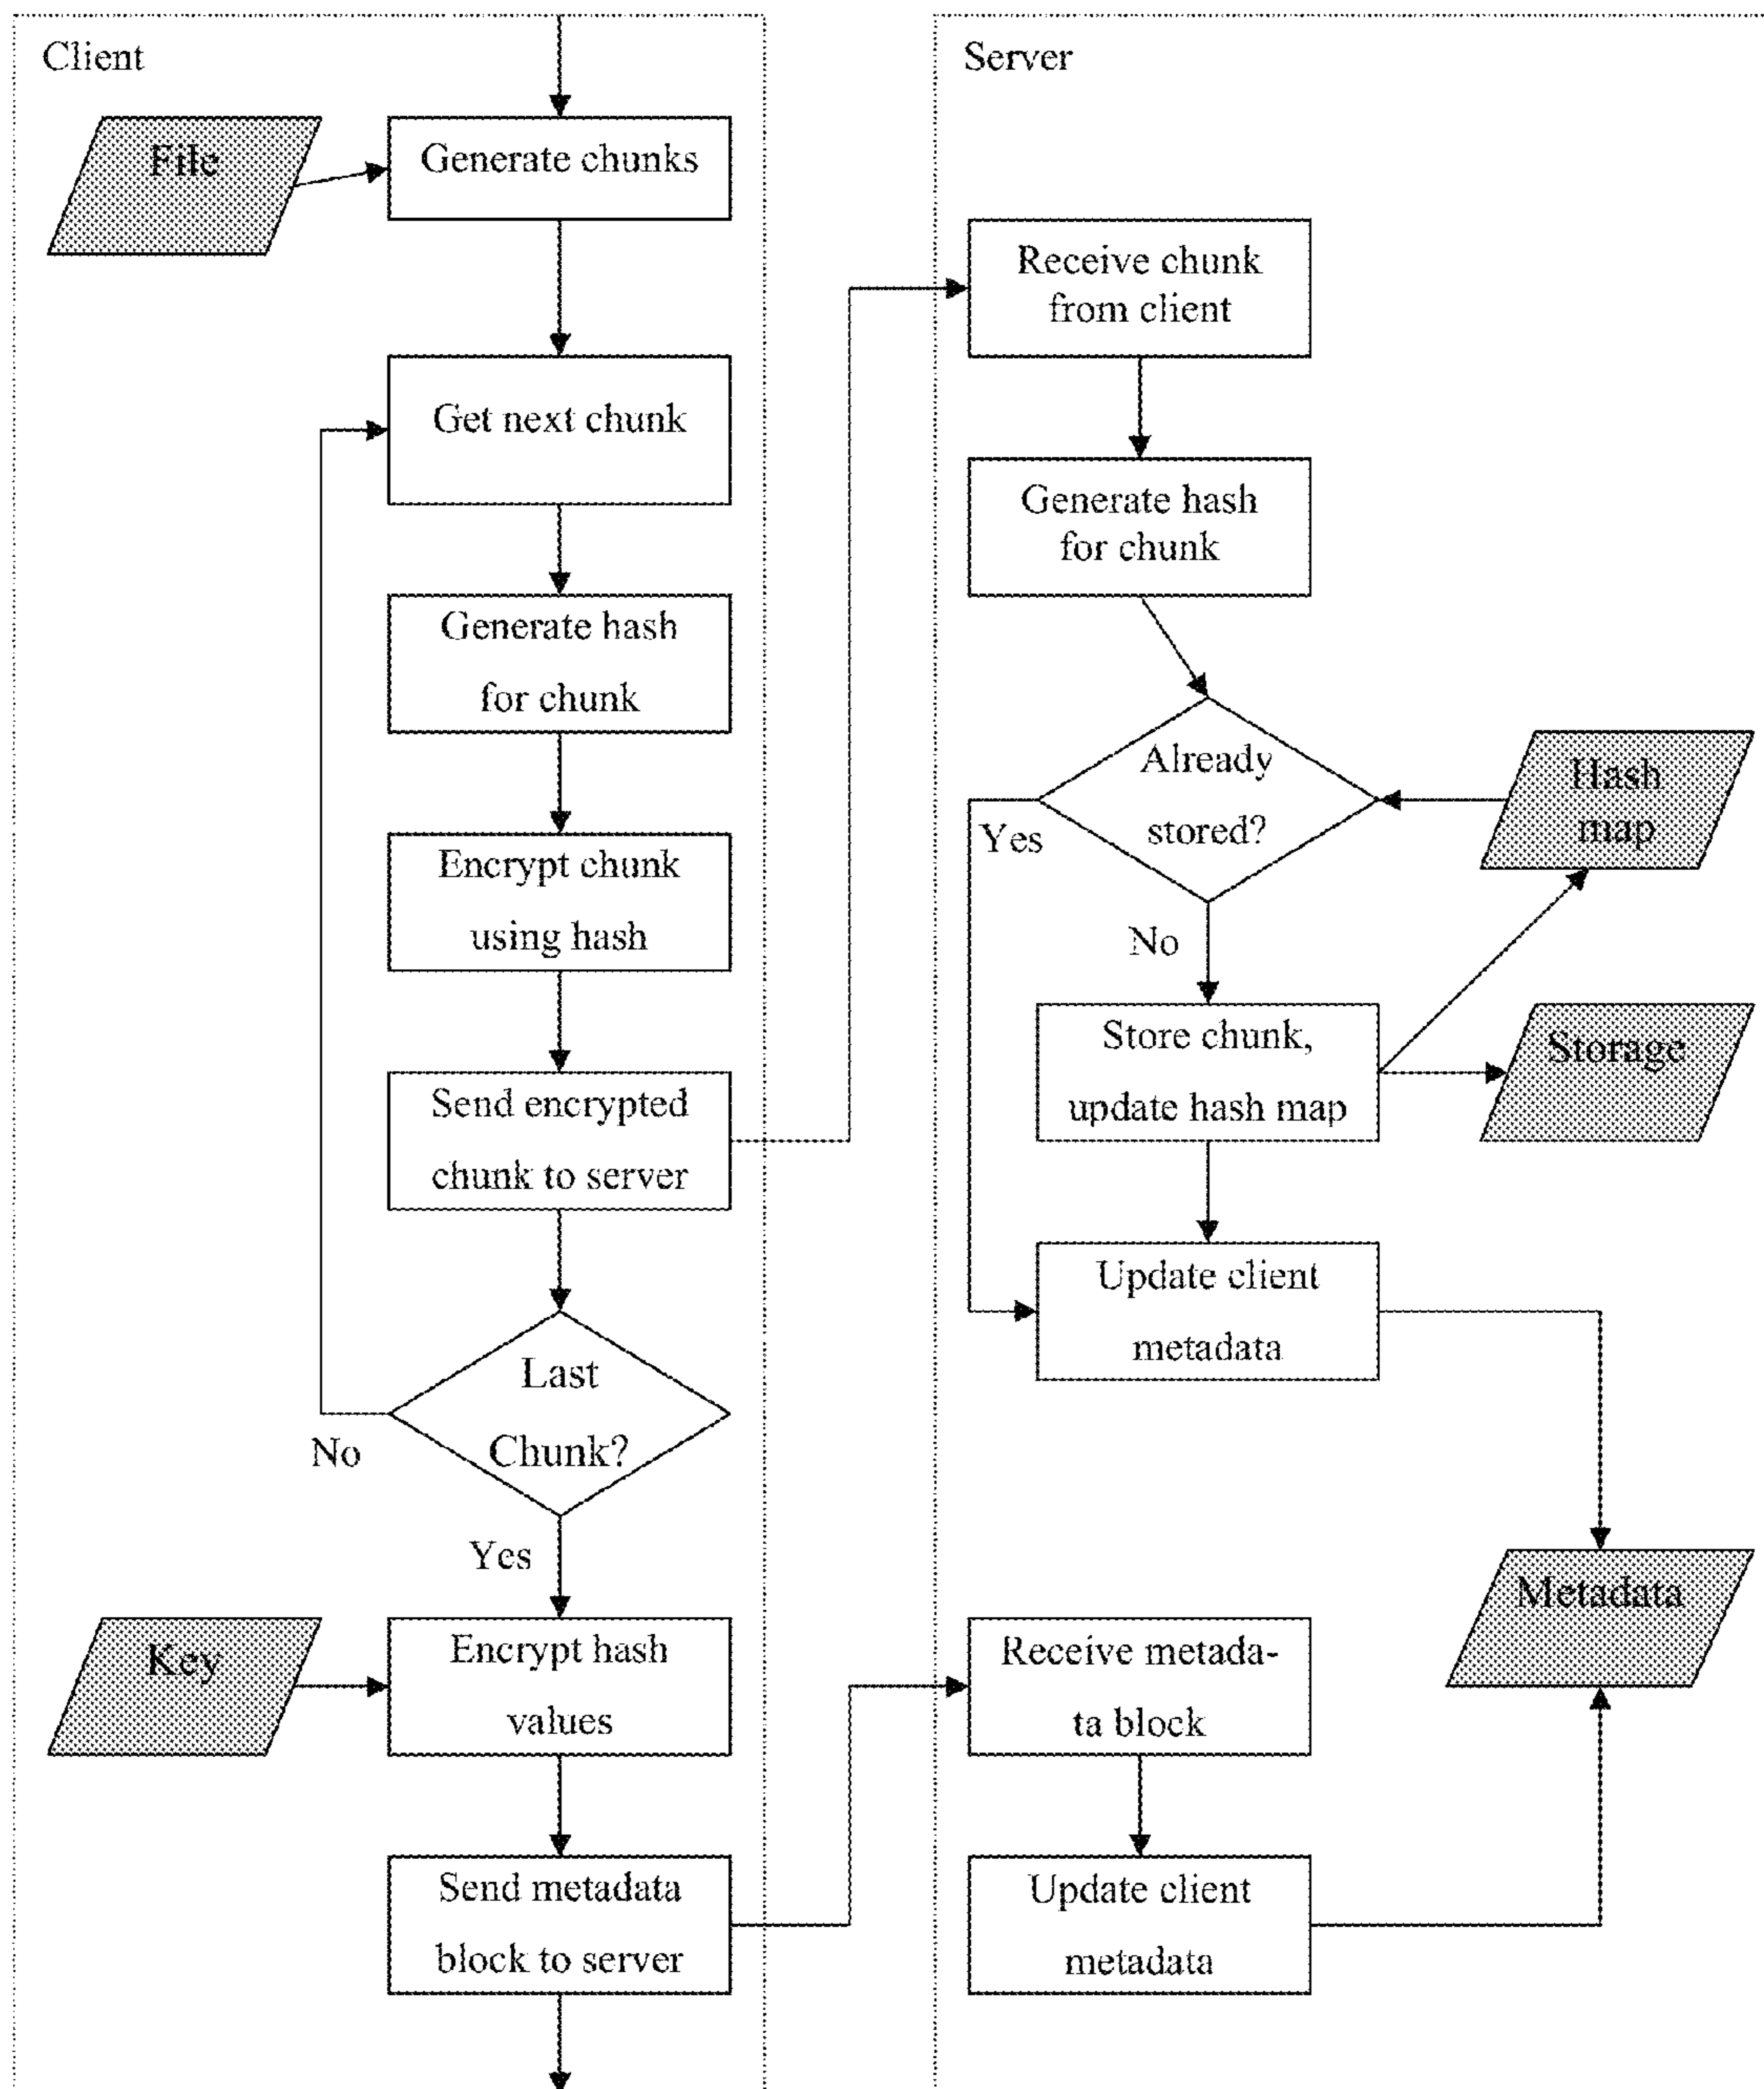 Client
File
Generate chunks
Get next chunk
Generate hash
for chunk
Encrypt chunk
using hash
Send encrypted
chunk to server
Last
Chunk?
No
Yes
Key
Encrypt hash
values
Send metadata
block to server
Server
Receive chunk
from client
Generate hash
for chunk
Already
stored?
Yes
No
Hash
map
Store chunk,
update hash map
Storage
Update client
metadata
Metadata
Receive metada-
ta block
Update client
metadata